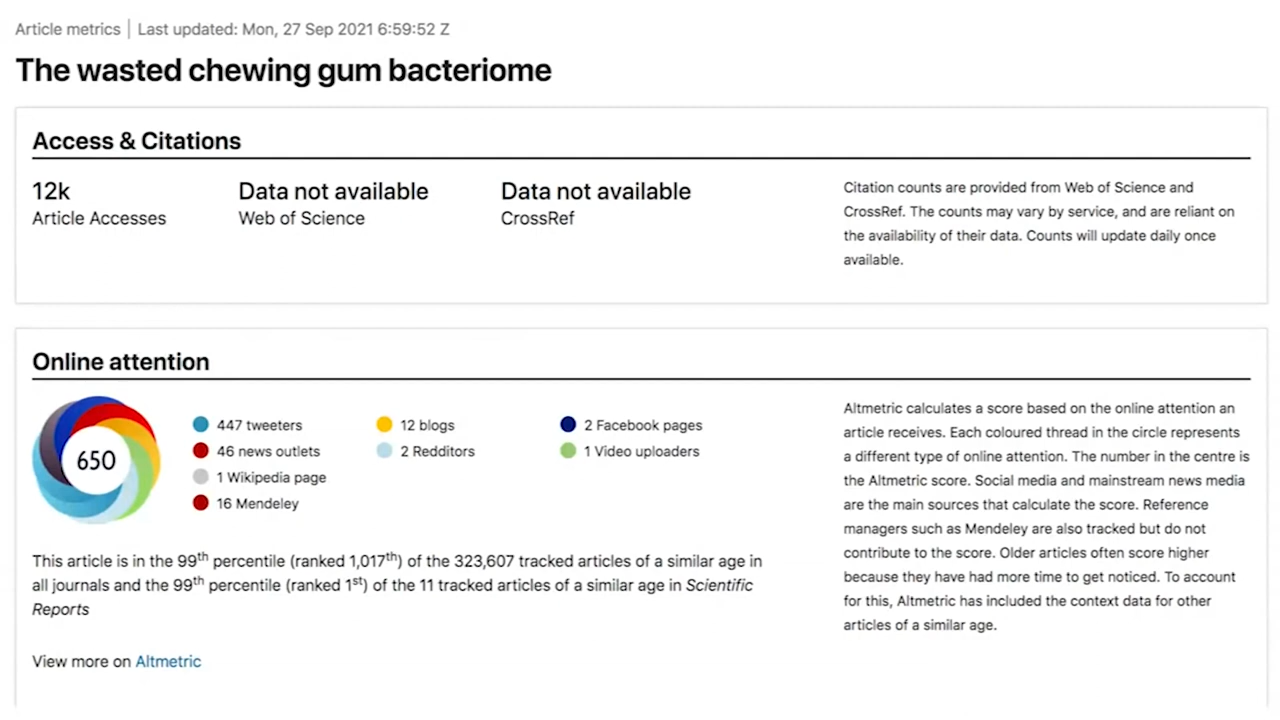 Article metrics | Last updated: Mon, 27 Sep 2021 6:59:52 Z
The wasted chewing gum bacteriome
Access & Citations
12k
Article Accesses
Data not available
Web of Science
Data not available
CrossRef
Citation counts are provided from Web of Science and
CrossRef. The counts may vary by service, and are reliant on
the availability of their data. Counts will update daily once
available.
Online attention
650
447 tweeters
46 news outlets
1 Wikipedia page
16 Mendeley
12 blogs
2 Redditors
2 Facebook pages
1 Video uploaders
This article is in the 99th percentile (ranked 1,017th) of the 323,607 tracked articles of a similar age in
all journals and the 99th percentile (ranked 1st) of the 11 tracked articles of a similar age in Scientific
Reports
View more on Altmetric
Altmetric calculates a score based on the online attention an
article receives. Each coloured thread in the circle represents
a different type of online attention. The number in the centre is
the Altmetric score. Social media and mainstream news media
are the main sources that calculate the score. Reference
managers such as Mendeley are also tracked but do not
contribute to the score. Older articles often score higher
because they have had more time to get noticed. To account
for this, Altmetric has included the context data for other
articles of a similar age.